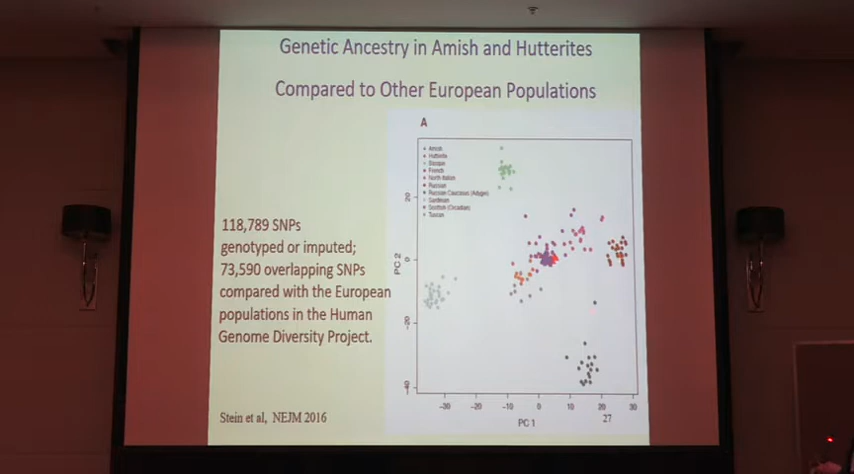 Genetic Ancestry in Amish and Hutterites
Compared to Other European Populations
A
Amish
Hutterite
Basque
French
North Italian
Russian
Russian Caucasus (Adygei)
Sardinian
Scottish (Orcadian)
Tuscan
118,789 SNPs
genotyped or imputed;
73,590 overlapping SNPs
compared with the European
populations in the Human
Genome Diversity Project.
PC 2
20
0
-20
-40
-30
-20
-10
0
10
20
30
PC 1
27
Stein et al, NEJM 2016